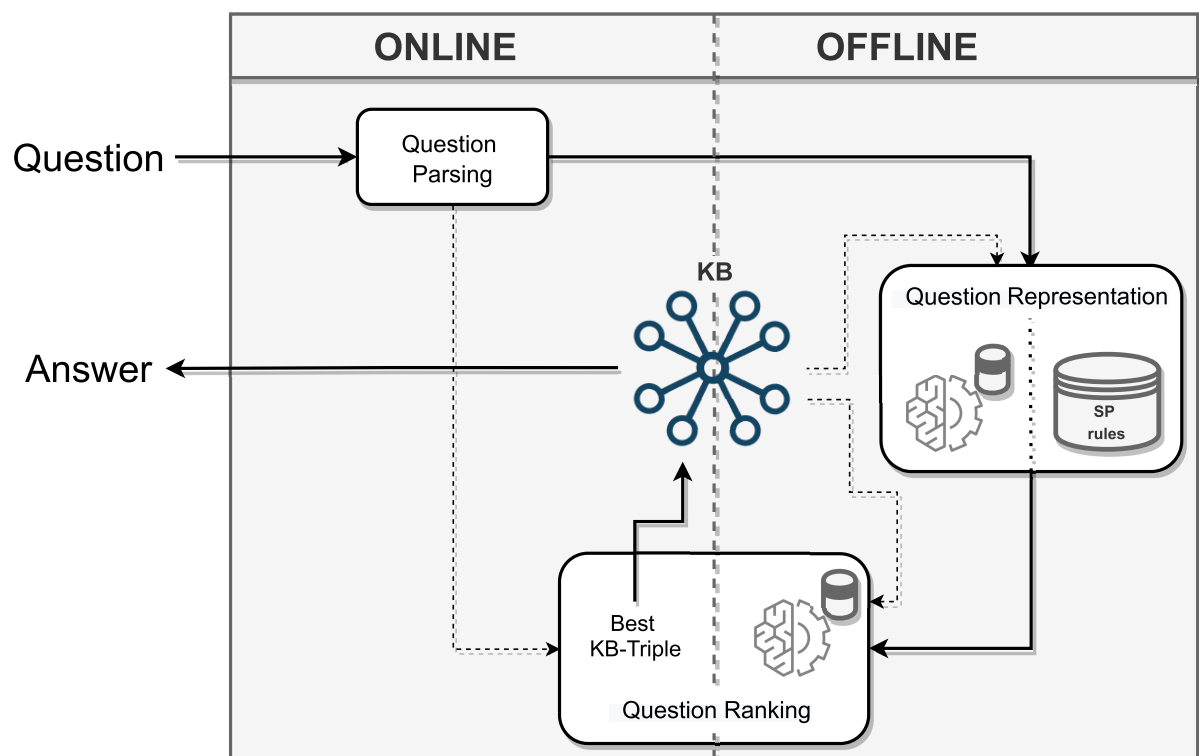 ONLINE
OFFLINE
Question
Question
Parsing
KB
Question Representation
Answer
SP
rules
Best
KB-Triple
Question Ranking